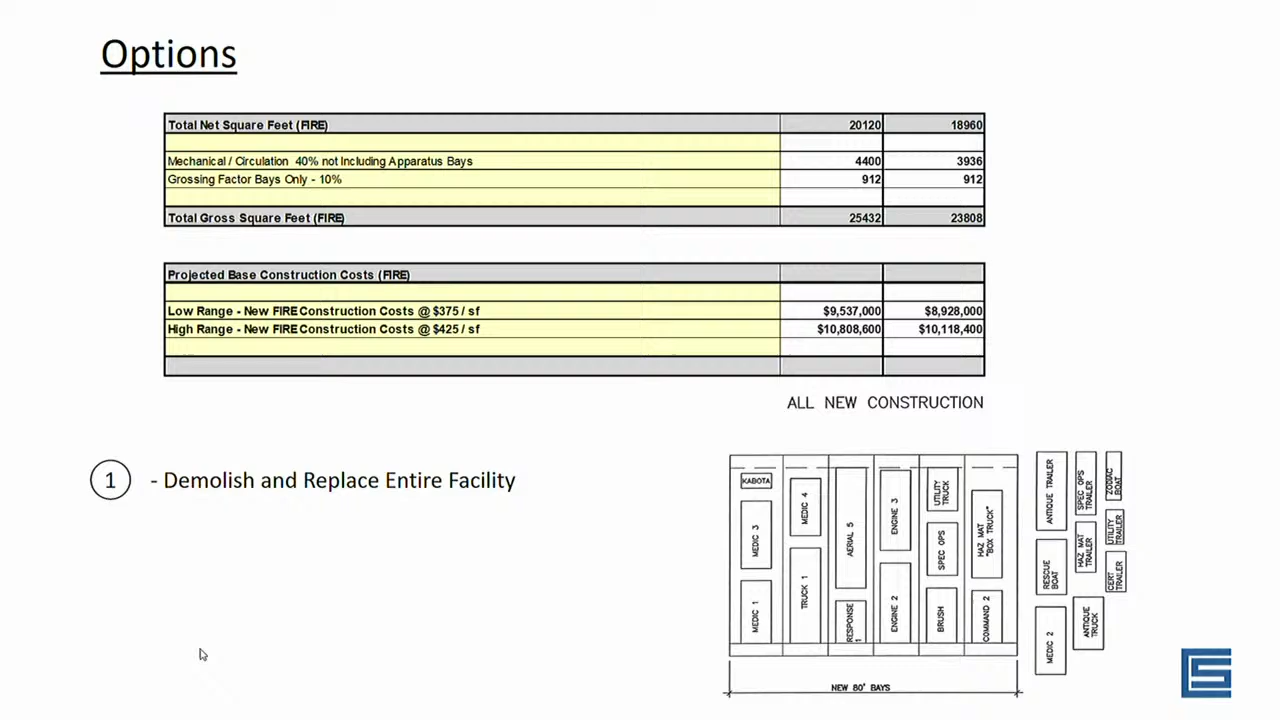 Options
Total Net Square Feet (FIRE) 20120 18960
Mechanical / Circulation 40% not Including Apparatus Bays 4400 3936
Grossing Factor Bays Only - 10% 912 912
Total Gross Square Feet (FIRE) 25432 23808
Projected Base Construction Costs (FIRE)
Low Range - New FIRE Construction Costs @ $375 / sf $9,537,000 $8,928,000
High Range - New FIRE Construction Costs @ $425 / sf $10,808,600 $10,118,400
ALL NEW CONSTRUCTION
1 - Demolish and Replace Entire Facility
KABOTA
MEDIC 3
MEDIC 1
MEDIC 4
TRUCK 1
AERIAL 5
RESPONSE
1
ENGINE 3
ENGINE 2
UTILITY
TRUCK
SPEC OPS
BRUSH
HAZ MAT
"BOX TRUCK"
COMMAND 2
ANTIQUE TRAILER
RESCUE
BOAT
MEDIC 2
SPEC OPS
TRAILER
HAZ MAT
TRAILER
ANTIQUE
TRUCK
ZODIAC
BOAT
UTILITY
TRAILER
CERT
TRAILER
NEW 80' BAYS